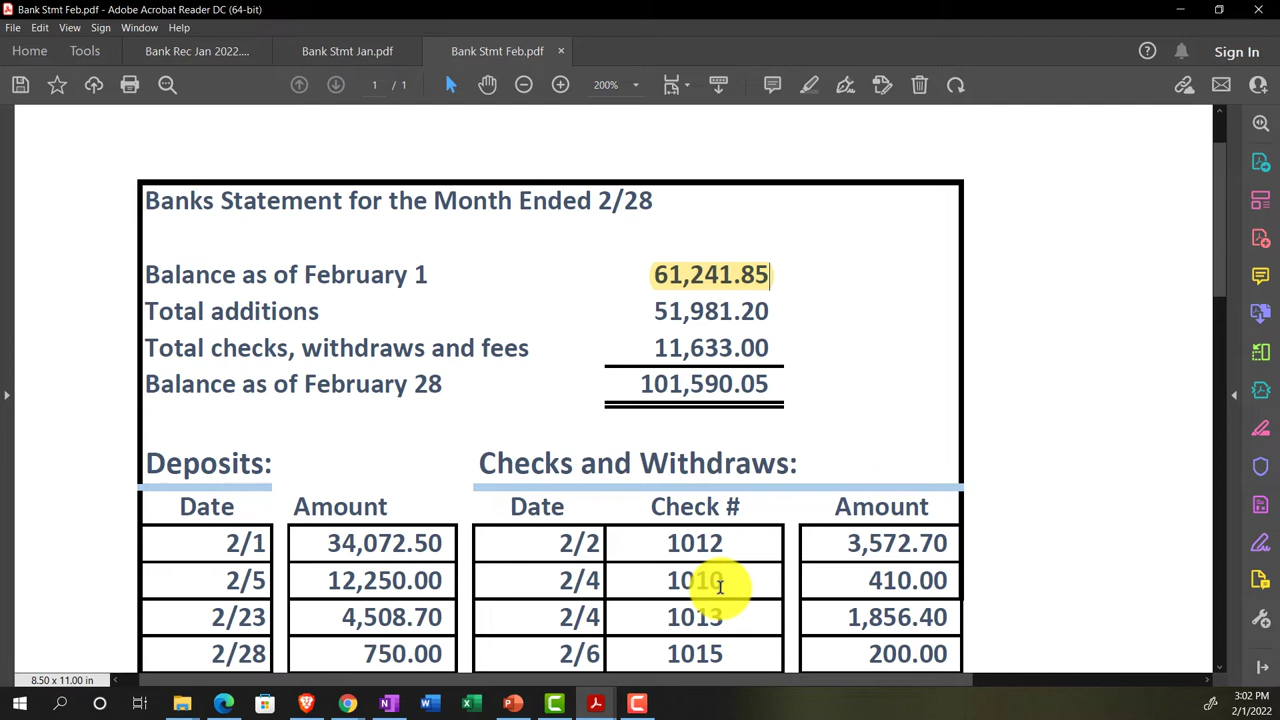 Bank Stmt Feb.pdf - Adobe Acrobat Reader DC (64-bit)
File Edit View Sign Window Help
Home Tools Bank Rec Jan 2022.... Bank Stmt Jan.pdf Bank Stmt Feb.pdf × Sign In
1 / 1 200%
Banks Statement for the Month Ended 2/28
Balance as of February 1 61,241.85
Total additions 51,981.20
Total checks, withdraws and fees 11,633.00
Balance as of February 28 101,590.05
Deposits: Checks and Withdraws:
Date Amount Date Check # Amount
2/1 34,072.50 2/2 1012 3,572.70
2/5 12,250.00 2/4 1010 410.00
2/23 4,508.70 2/4 1013 1,856.40
2/28 750.00 2/6 1015 200.00
8.50 x 11.00 in
3:02 PM
2/1/2022